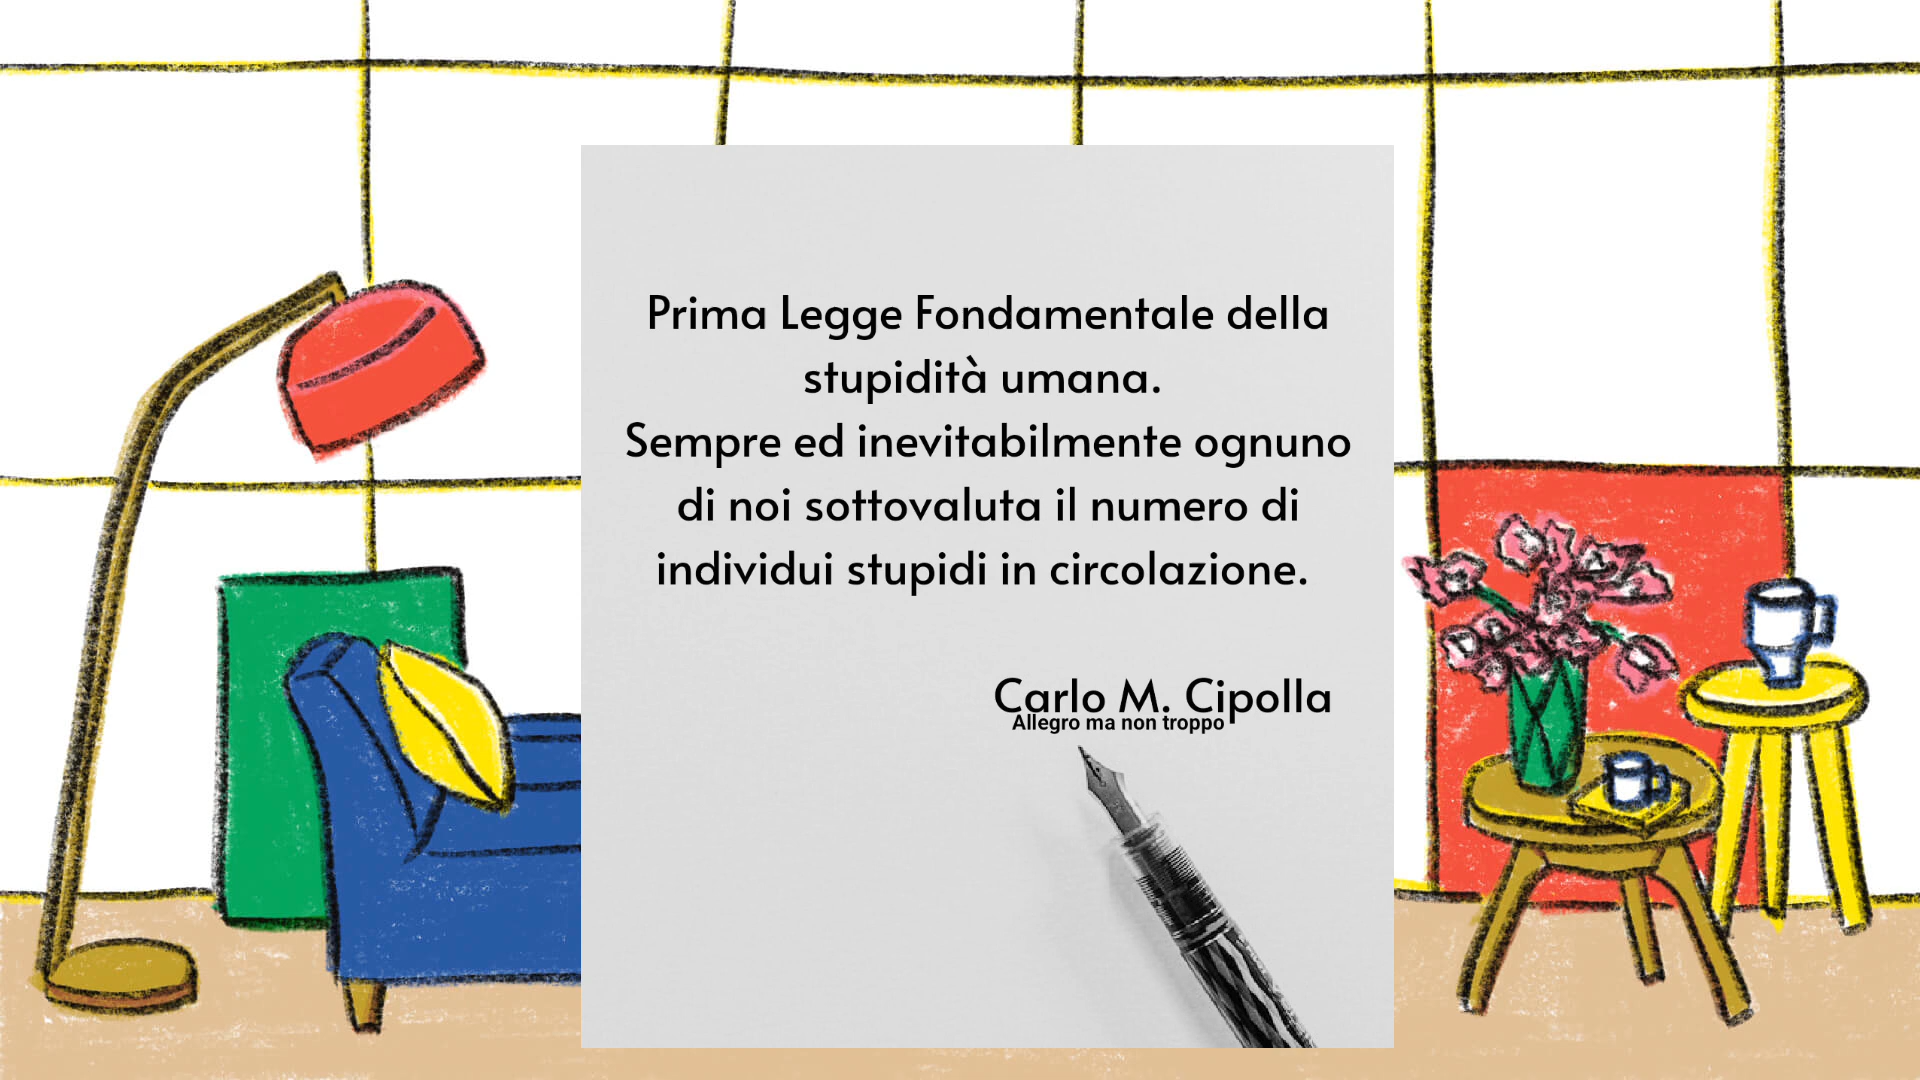 Prima Legge Fondamentale della
stupidità umana.
Sempre ed inevitabilmente ognuno
di noi sottovaluta il numero di
individui stupidi in circolazione.
Carlo M. Cipolla
Allegro ma non troppo